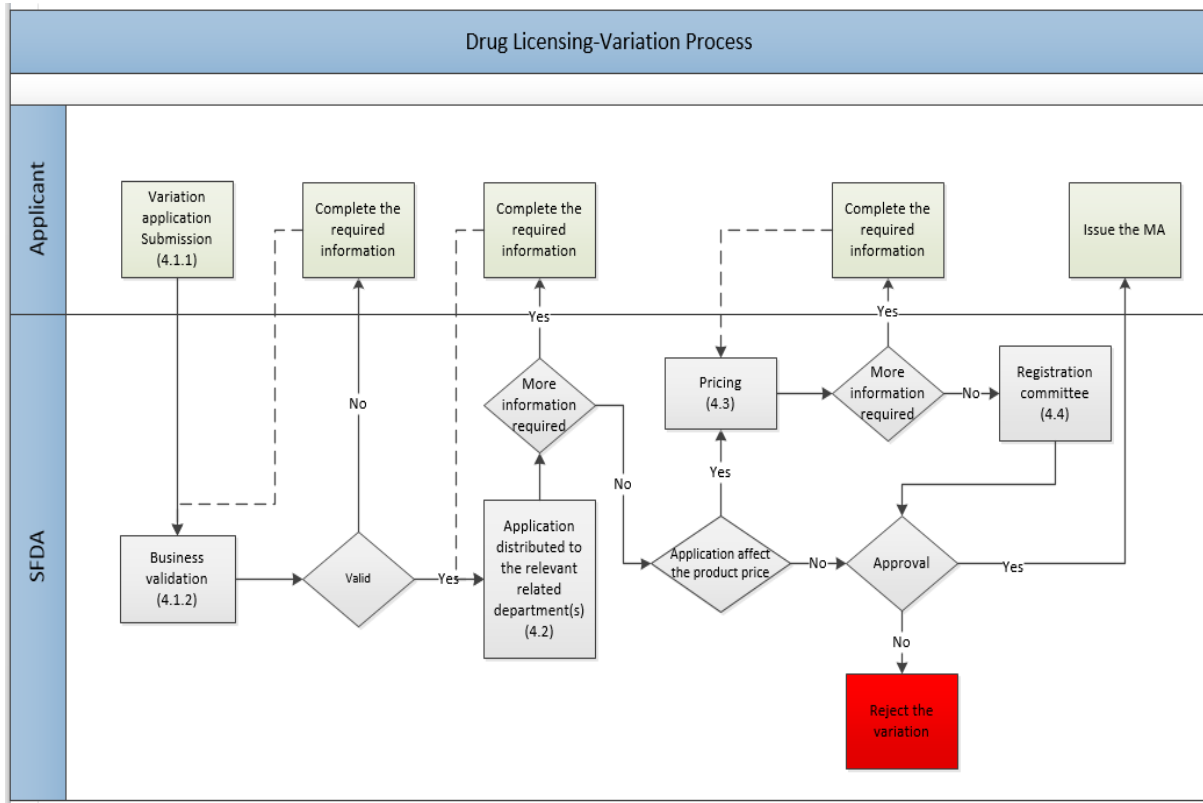 Drug Licensing-Variation Process
Applicant
Variation
application
Submission
(4.1.1)
Complete the
required
information
Complete the
required
information
Complete the
required
information
Issue the MA
SFDA
Yes
Yes
More
information
required
Pricing
(4.3)
More
information
required
No
Registration
committee
(4.4)
No
Yes
No
Business
validation
(4.1.2)
Valid
Yes
Application
distributed to
the relevant
related
department(s)
(4.2)
Application affect
the product price
No
Approval
Yes
No
Reject the
variation